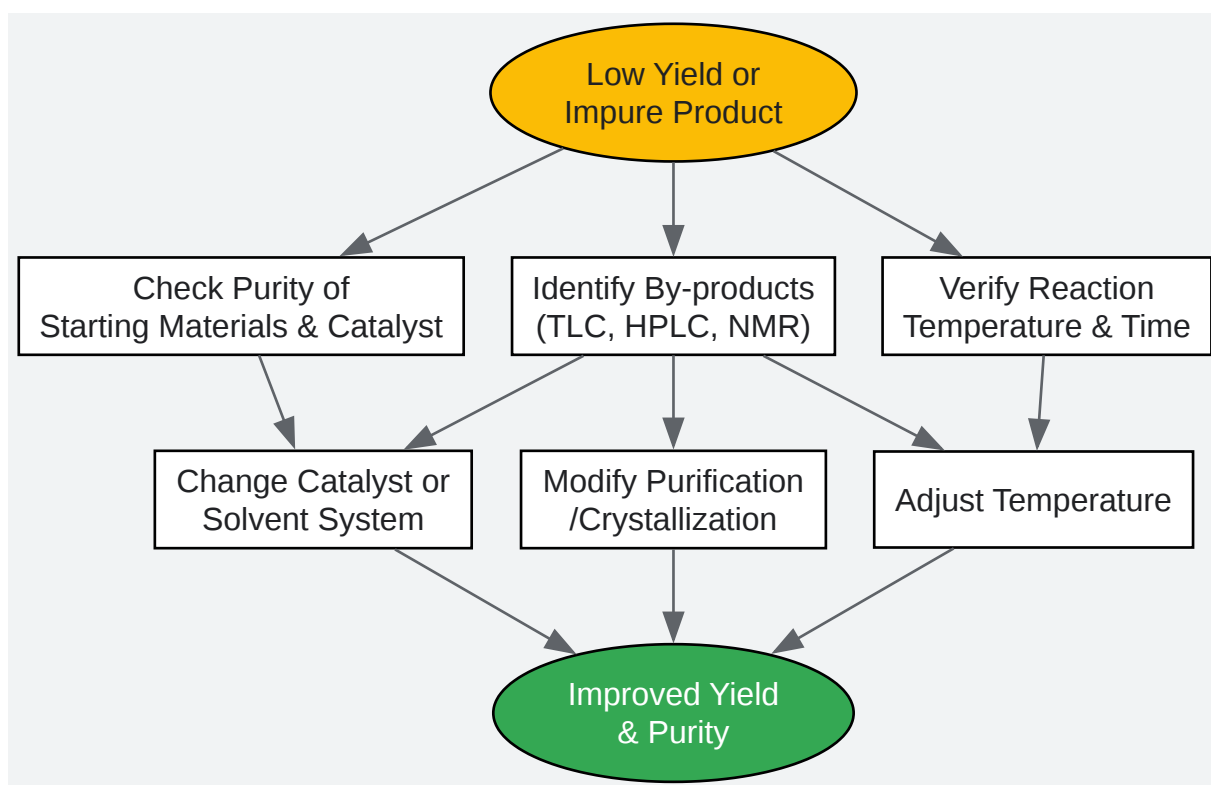 Low Yield or
Impure Product
Check Purity of
Starting Materials & Catalyst
Identify By-products
(TLC, HPLC, NMR)
Verify Reaction
Temperature & Time
Change Catalyst or
Solvent System
Modify Purification
/Crystallization
Adjust Temperature
Improved Yield
& Purity